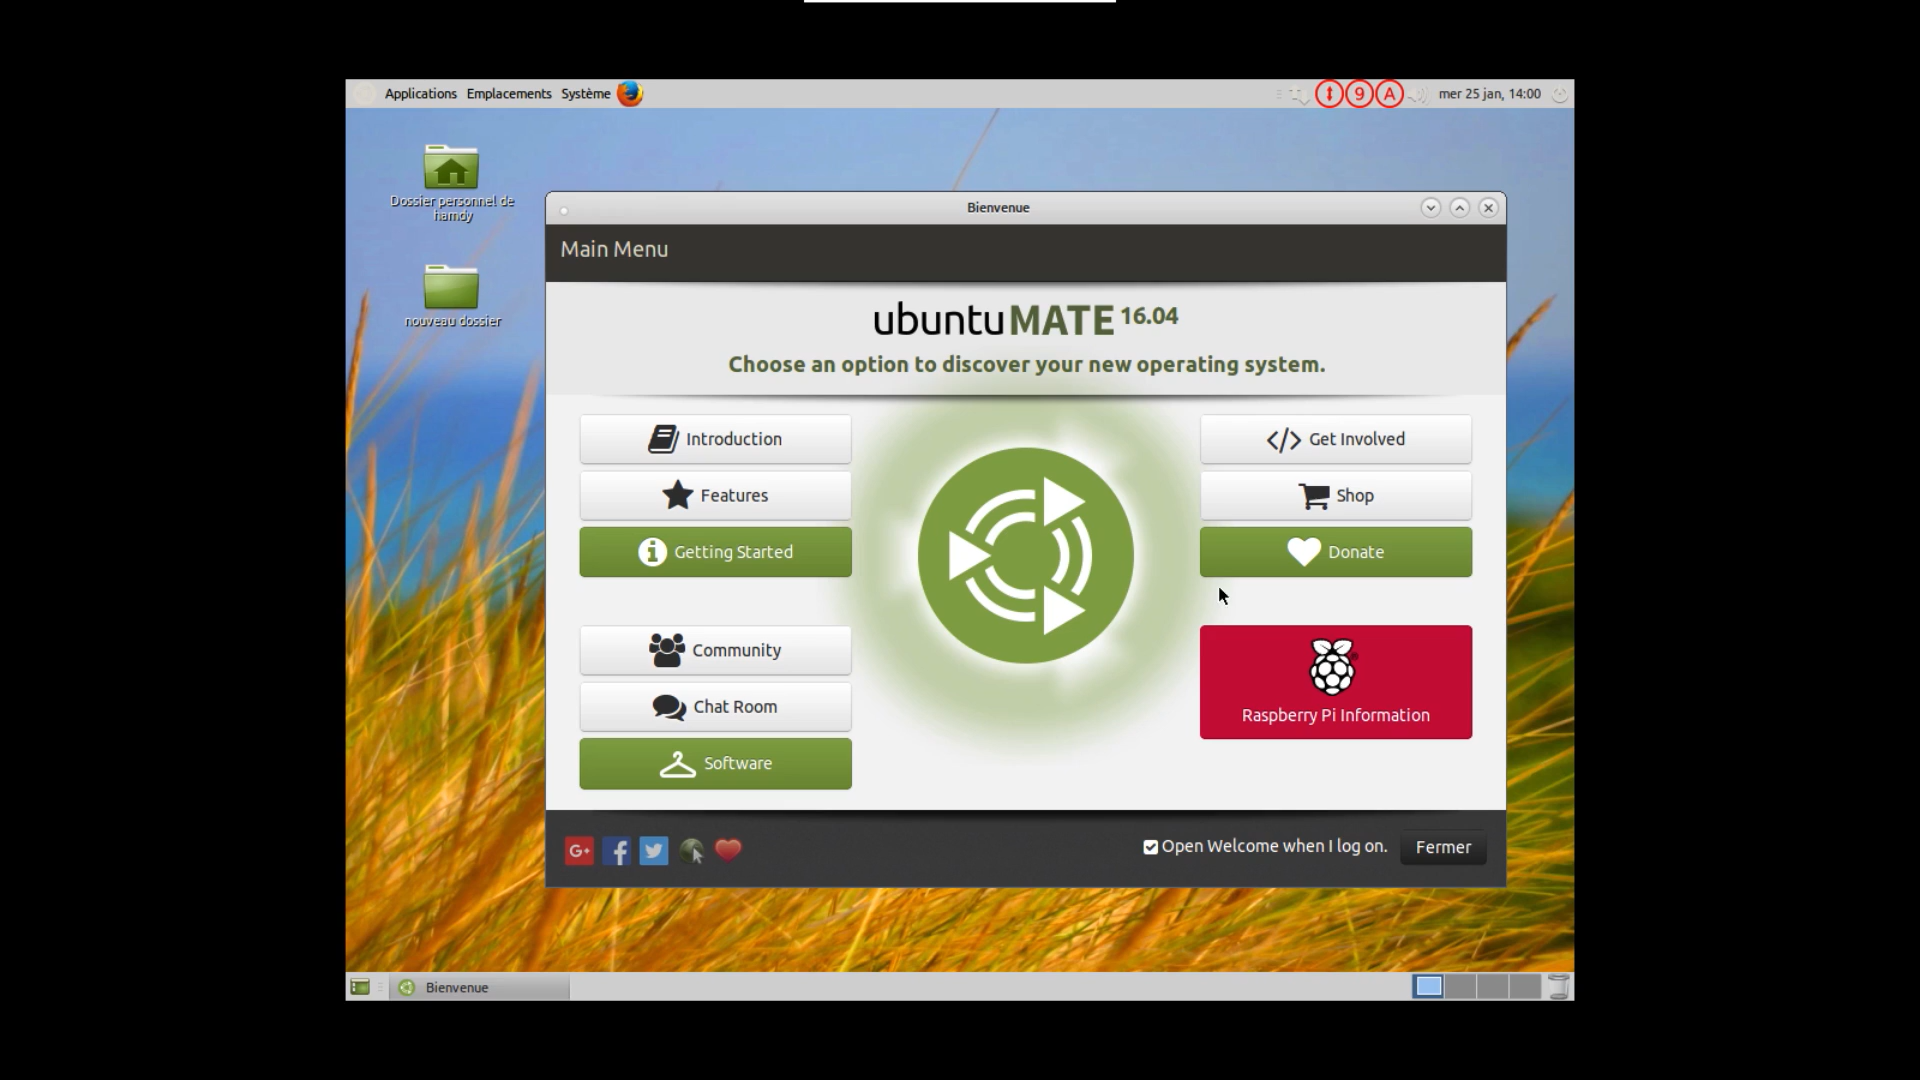 Applications Emplacements Système
9 A mer 25 jan, 14:00
Dossier personnel de
hamdy
nouveau dossier
Bienvenue
Main Menu
ubuntu MATE 16.04
Choose an option to discover your new operating system.
Introduction
Features
Getting Started
Community
Chat Room
Software
Get Involved
Shop
Donate
Raspberry Pi Information
G+ f
Open Welcome when I log on.
Fermer
Bienvenue